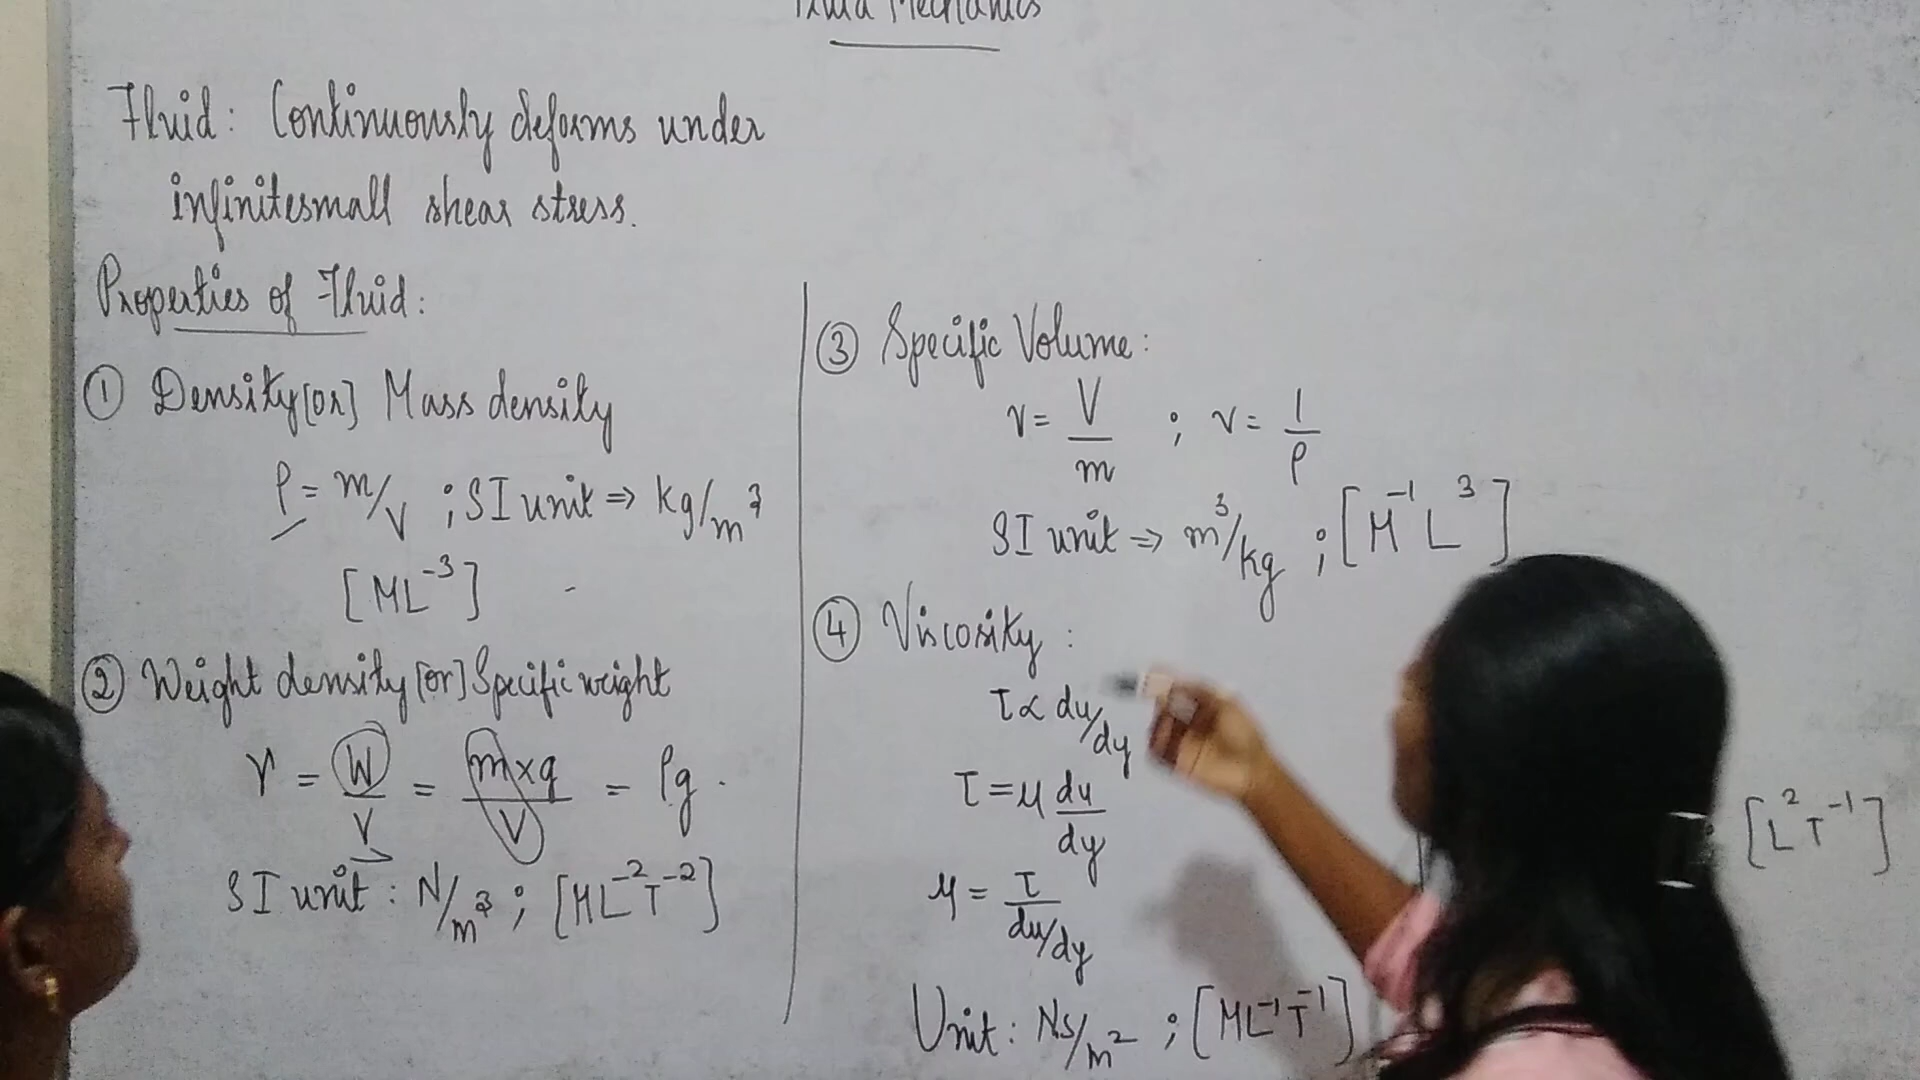 Fluid Mechanics
Fluid: Continuously deforms under
infinitesmall shear stress.
Properties of Fluid:
① Density [or] Mass density
ρ = m/V ; SI unit ⇒ kg/m³
[ML⁻³]
② Weight density [or] Specific weight
γ = W/V = m×g/V = ρg.
SI unit : N/m³ ; [ML⁻²T⁻²]
③ Specific Volume:
v = V/m ; v = 1/ρ
SI unit ⇒ m³/kg ; [M⁻¹L³]
④ Viscosity:
τ ∝ du/dy
τ = μ du/dy
μ = τ/du/dy
Unit: Ns/m² ; [ML⁻¹T⁻¹]
[L²T⁻¹]